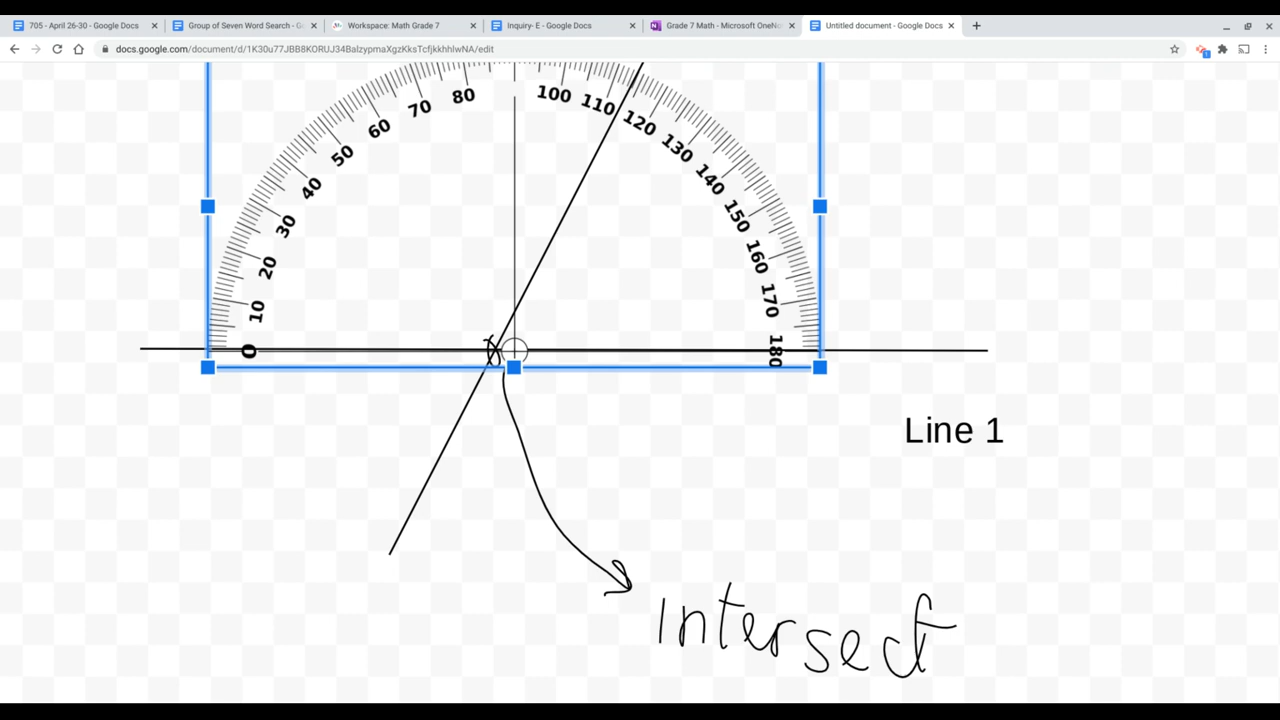 705 - April 26-30 - Google Docs
Group of Seven Word Search - G
Workspace: Math Grade 7
Inquiry- E - Google Docs
Grade 7 Math - Microsoft OneNo
Untitled document - Google Docs
docs.google.com/document/d/1K30u77JBB8KORUJ34BalzypmaXgzKksTcfjkkhhlwNA/edit
0 10 20 30 40 50 60 70 80 100 110 120 130 140 150 160 170 180
Line 1
Intersect